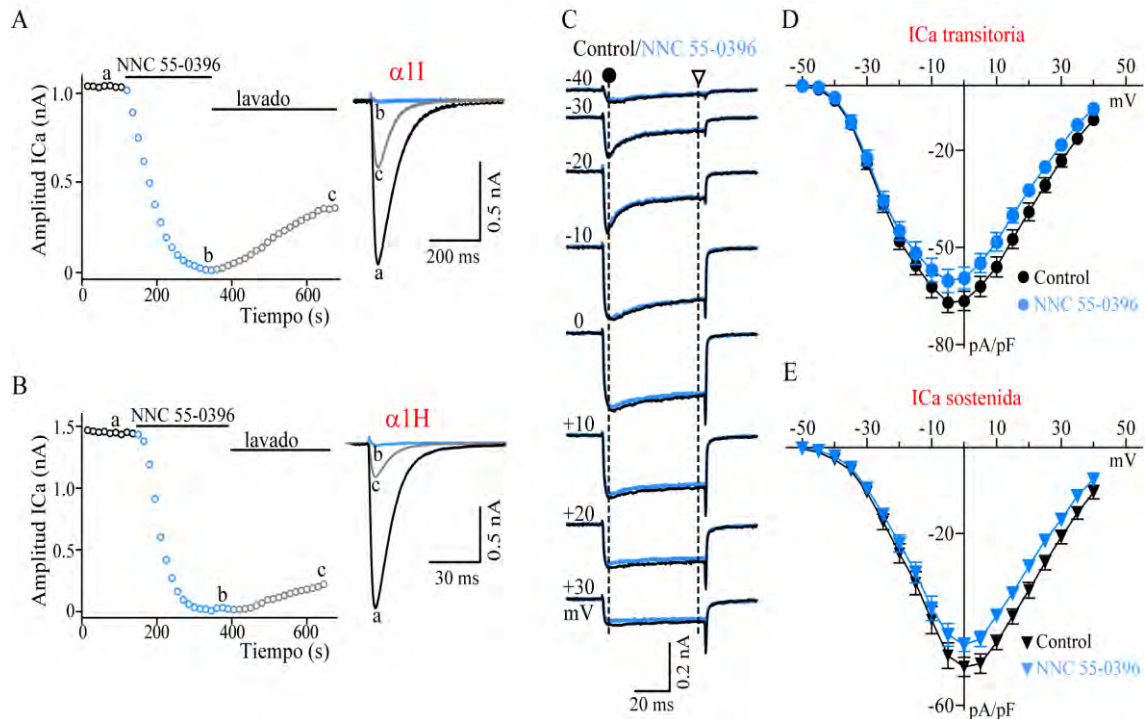 A
NNC 55-0396
a
lavado
b
c
Amplitud ICa (nA)
1.0
0.5
0
0
200
400
600
Tiempo (s)
α1I
b
c
a
0.5 nA
200 ms
B
NNC 55-0396
a
lavado
b
c
Amplitud ICa (nA)
1.5
1.0
0.5
0
0
200
400
600
Tiempo (s)
α1H
b
c
a
0.5 nA
30 ms
C
Control/NNC 55-0396
-40
-30
-20
-10
0
+10
+20
+30
mV
0.2 nA
20 ms
D
ICa transitoria
-50 -30 -10 10 30
mV
-20
-50
-80
pA/pF
Control
NNC 55-0396
E
ICa sostenida
-50 -30 -10 10 30
mV
-20
-60
pA/pF
Control
NNC 55-0396